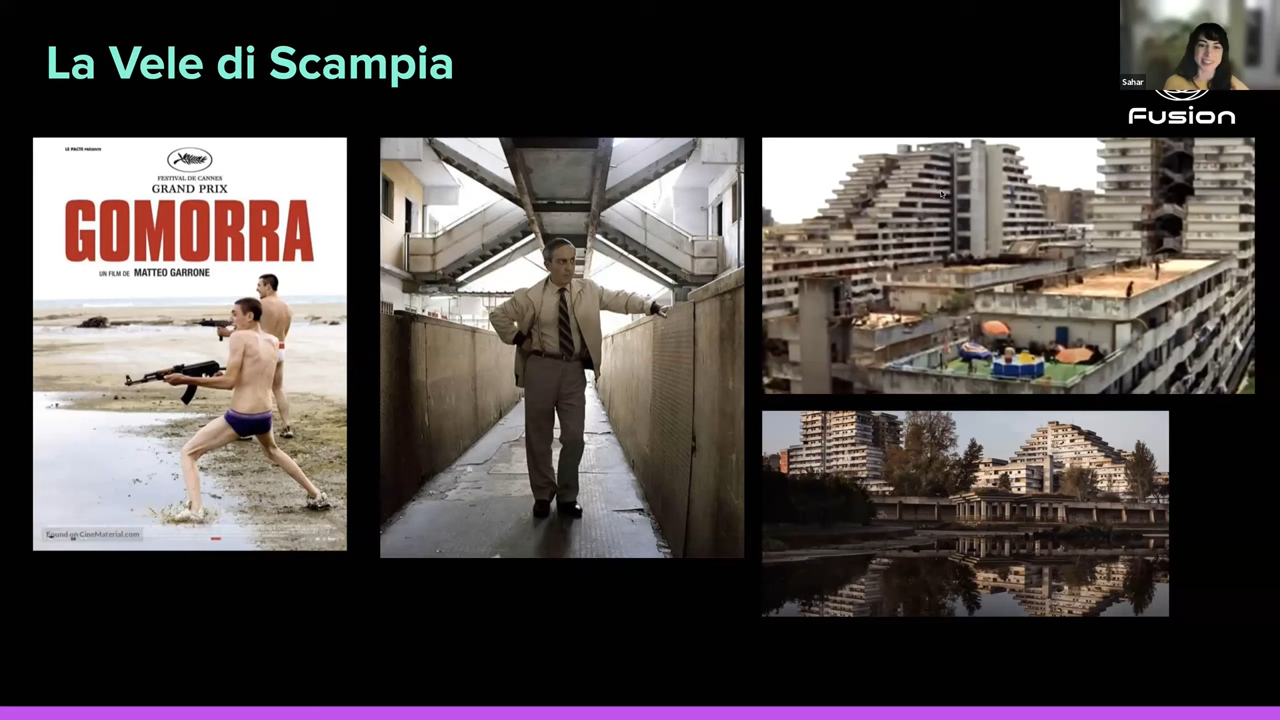 La Vele di Scampia
Sahar
Fusion
LE PACTE PRÉSENTE
FESTIVAL DE CANNES
GRAND PRIX
GOMORRA
UN FILM DE MATTEO GARRONE
Found on CineMaterial.com